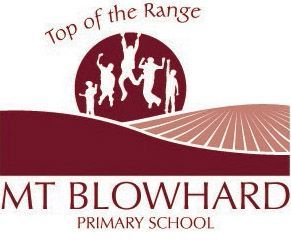 Top of the Range
MT BLOWHARD
PRIMARY SCHOOL